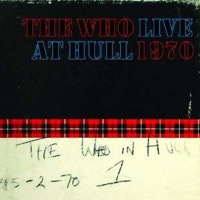 THE WHO LIVE
AT HULL 1970
THE WHO IN HULL
15-2-70 1